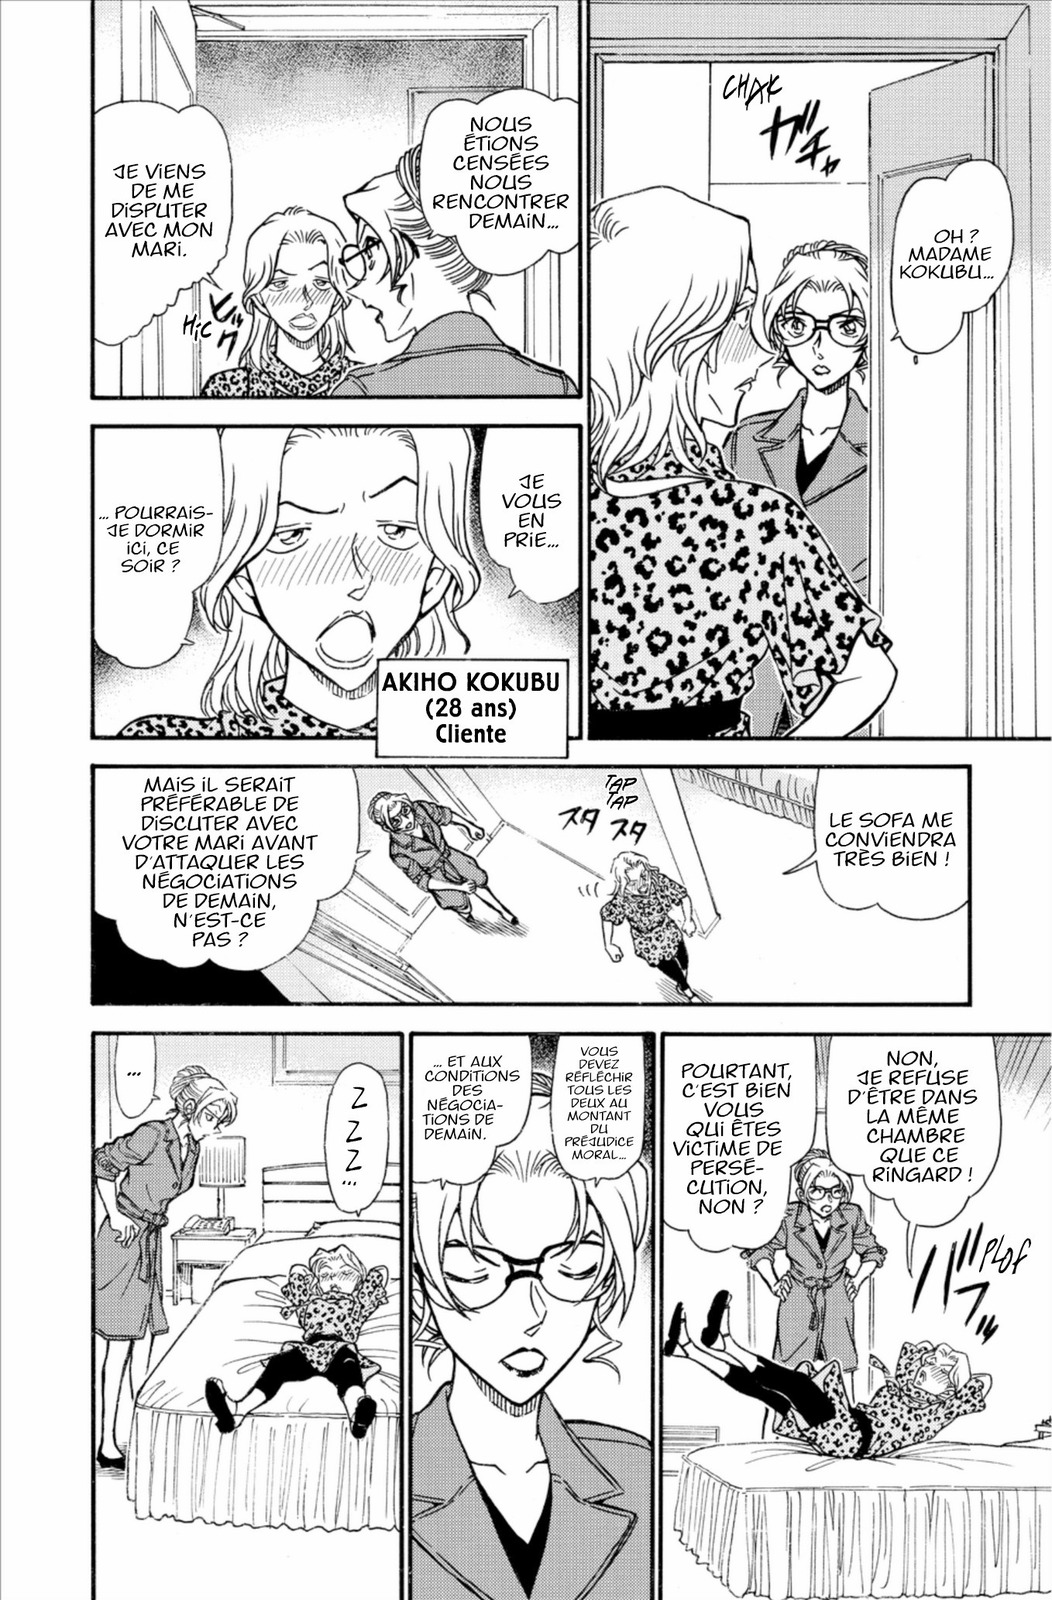 CHAK
ガチャ
OH ?
MADAME
KOKUBU...
NOUS
ÉTIONS
CENSÉES
NOUS
RENCONTRER
DEMAIN...
JE VIENS
DE ME
DISPUTER
AVEC MON
MARI.
HIC
ヒック
JE
VOUS
EN
PRIE...
... POURRAIS-
JE DORMIR
ICI, CE
SOIR ?
AKIHO KOKUBU
(28 ans)
Cliente
LE SOFA ME
CONVIENDRA
TRÈS BIEN !
TAP
TAP
スタ
スタ
MAIS IL SERAIT
PRÉFÉRABLE DE
DISCUTER AVEC
VOTRE MARI AVANT
D'ATTAQUER LES
NÉGOCIATIONS
DE DEMAIN,
N'EST-CE
PAS ?
NON,
JE REFUSE
D'ÊTRE DANS
LA MÊME
CHAMBRE
QUE CE
RINGARD !
POURTANT,
C'EST BIEN
VOUS
QUI ÊTES
VICTIME DE
PERSÉ-
CUTION,
NON ?
PLOF
バフッ
VOUS
DEVEZ
RÉFLÉCHIR
TOUS LES
DEUX AU
MONTANT
DU
PRÉJUDICE
MORAL...
... ET AUX
CONDITIONS
DES
NÉGOCIA-
TIONS DE
DEMAIN.
Z
Z
Z
...
...